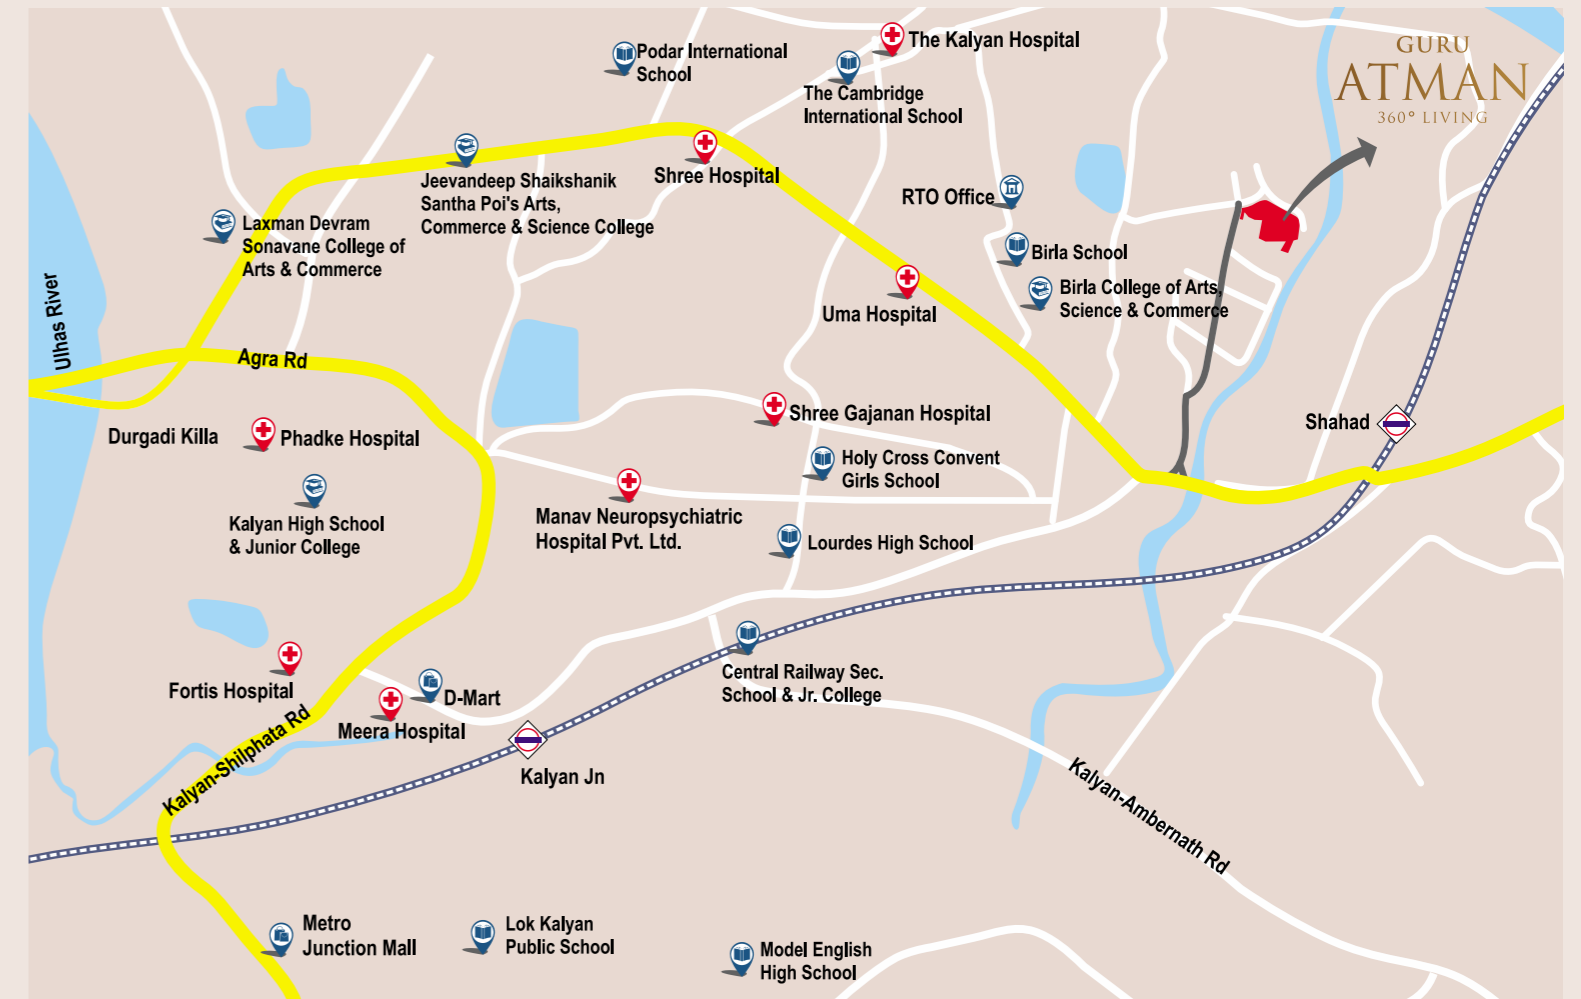 GURU
ATMAN
360° LIVING
The Kalyan Hospital
Podar International
School
The Cambridge
International School
Shree Hospital
Jeevandeep Shaikshanik
Santha Poi's Arts,
Commerce & Science College
RTO Office
Laxman Devram
Sonavane College of
Arts & Commerce
Birla School
Birla College of Arts,
Science & Commerce
Ulhas River
Uma Hospital
Agra Rd
Shree Gajanan Hospital
Shahad
Durgadi Killa
Phadke Hospital
Holy Cross Convent
Girls School
Kalyan High School
& Junior College
Manav Neuropsychiatric
Hospital Pvt. Ltd.
Lourdes High School
Central Railway Sec.
School & Jr. College
Fortis Hospital
D-Mart
Meera Hospital
Kalyan-Shilphata Rd
Kalyan Jn
Kalyan-Ambernath Rd
Metro
Junction Mall
Lok Kalyan
Public School
Model English
High School